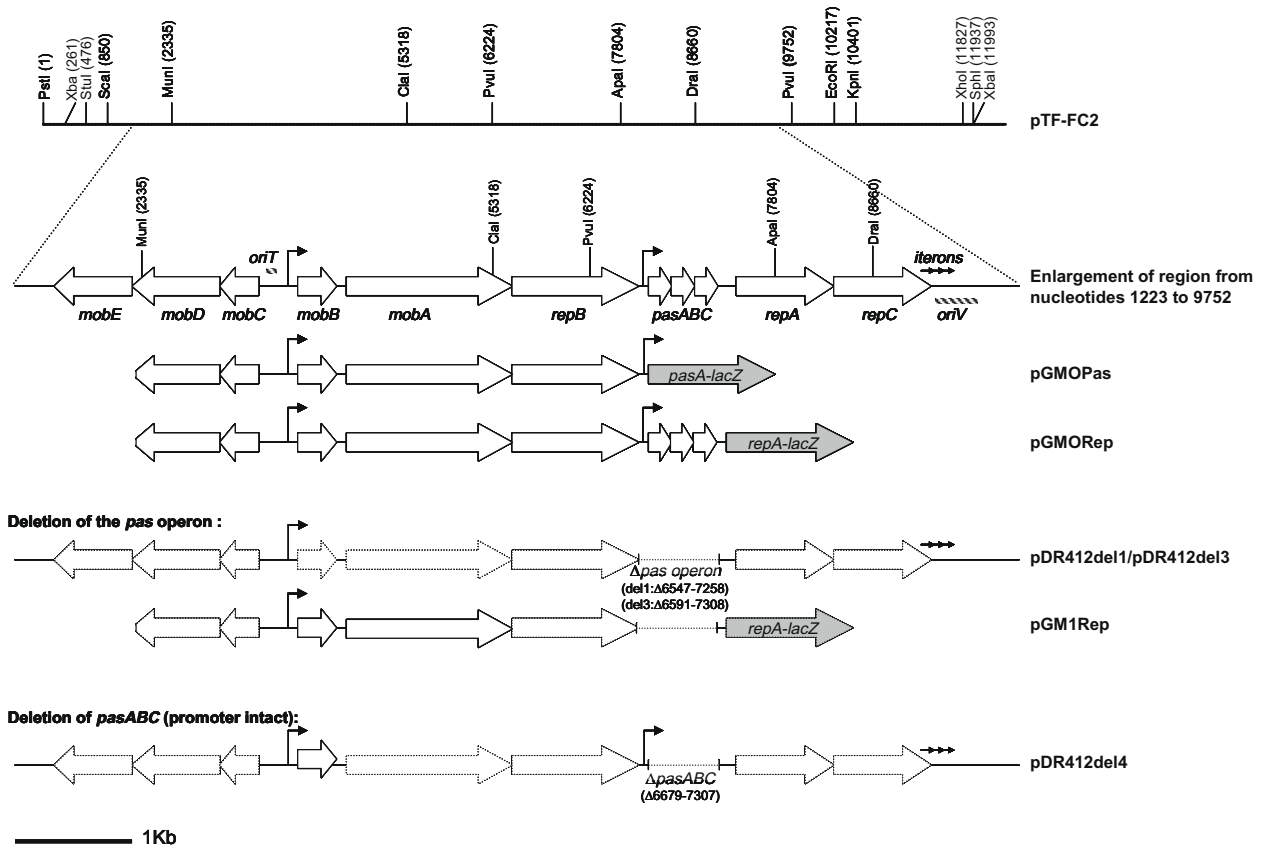 PstI (1)
Xba (261)
StuI (476)
ScaI (850)
MunI (2335)
ClaI (5318)
PvuI (6224)
ApaI (7804)
DraI (8660)
PvuI (9752)
EcoRI (10217)
KpnI (10401)
XhoI (11827)
SphI (11937)
XbaI (11993)
pTF-FC2
MunI (2335)
ClaI (5318)
PvuI (6224)
ApaI (7804)
DraI (8660)
oriT
iterons
Enlargement of region from
nucleotides 1223 to 9752
mobE mobD mobC mobB mobA repB pasABC repA repC oriV
pasA-lacZ
pGMOPas
repA-lacZ
pGMORep
Deletion of the pas operon :
pDR412del1/pDR412del3
Δpas operon
(del1:Δ6547-7258)
(del3:Δ6591-7308)
repA-lacZ
pGM1Rep
Deletion of pasABC (promoter intact):
pDR412del4
ΔpasABC
(Δ6679-7307)
1Kb